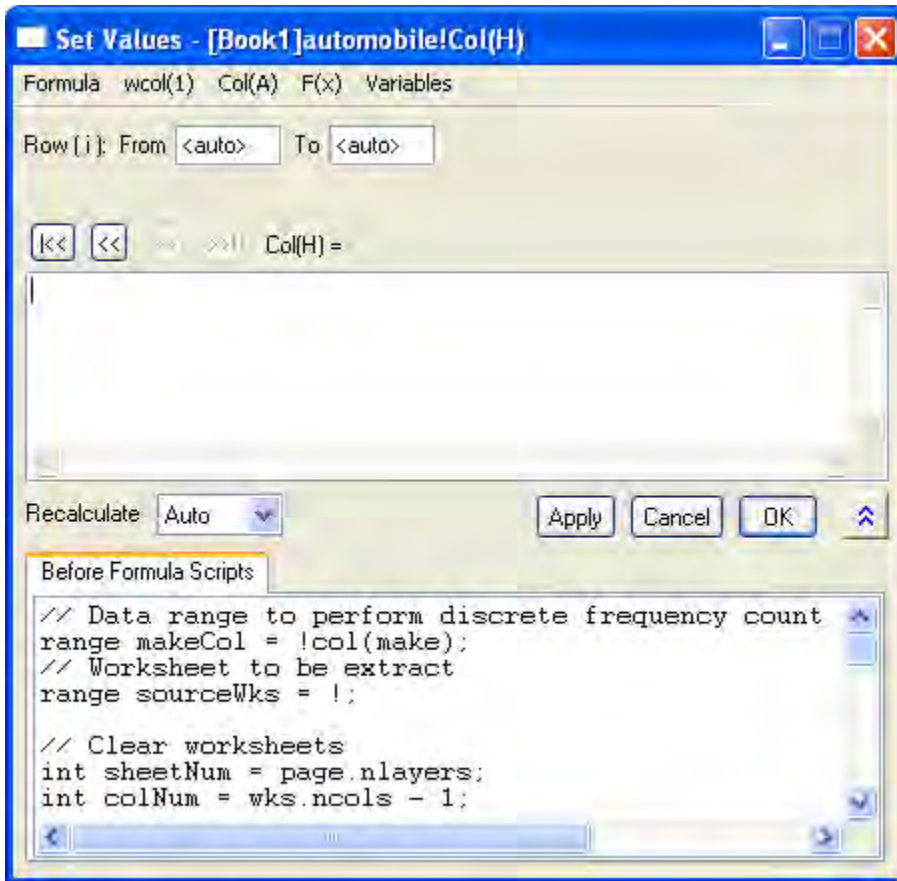 Set Values - [Book1]automobile!Col(H)
Formula wcol(1) Col(A) F(x) Variables
Row [i]: From <auto> To <auto>
|<< << Col(H) =
Recalculate Auto Apply Cancel OK
Before Formula Scripts
// Data range to perform discrete frequency count
range makeCol = !col(make);
// Worksheet to be extract
range sourceWks = !;
// Clear worksheets
int sheetNum = page.nlayers;
int colNum = wks.ncols - 1;